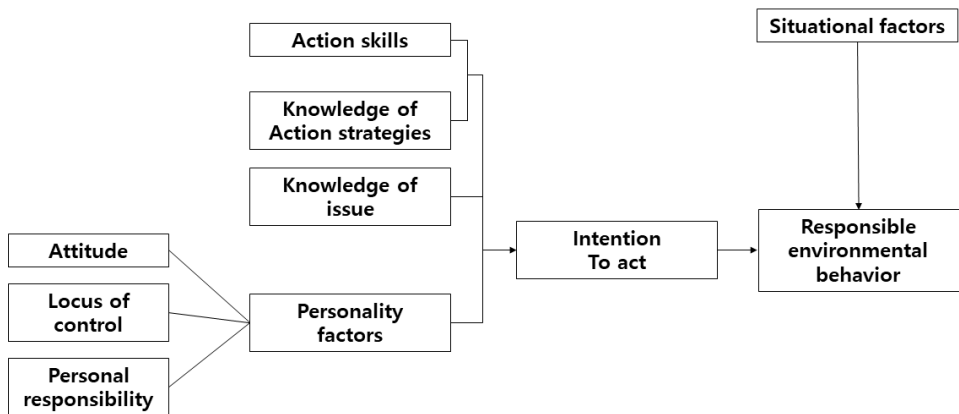 Action skills
Situational factors
Knowledge of
Action strategies
Knowledge of
issue
Attitude
Locus of
control
Personal
responsibility
Personality
factors
Intention
To act
Responsible
environmental
behavior